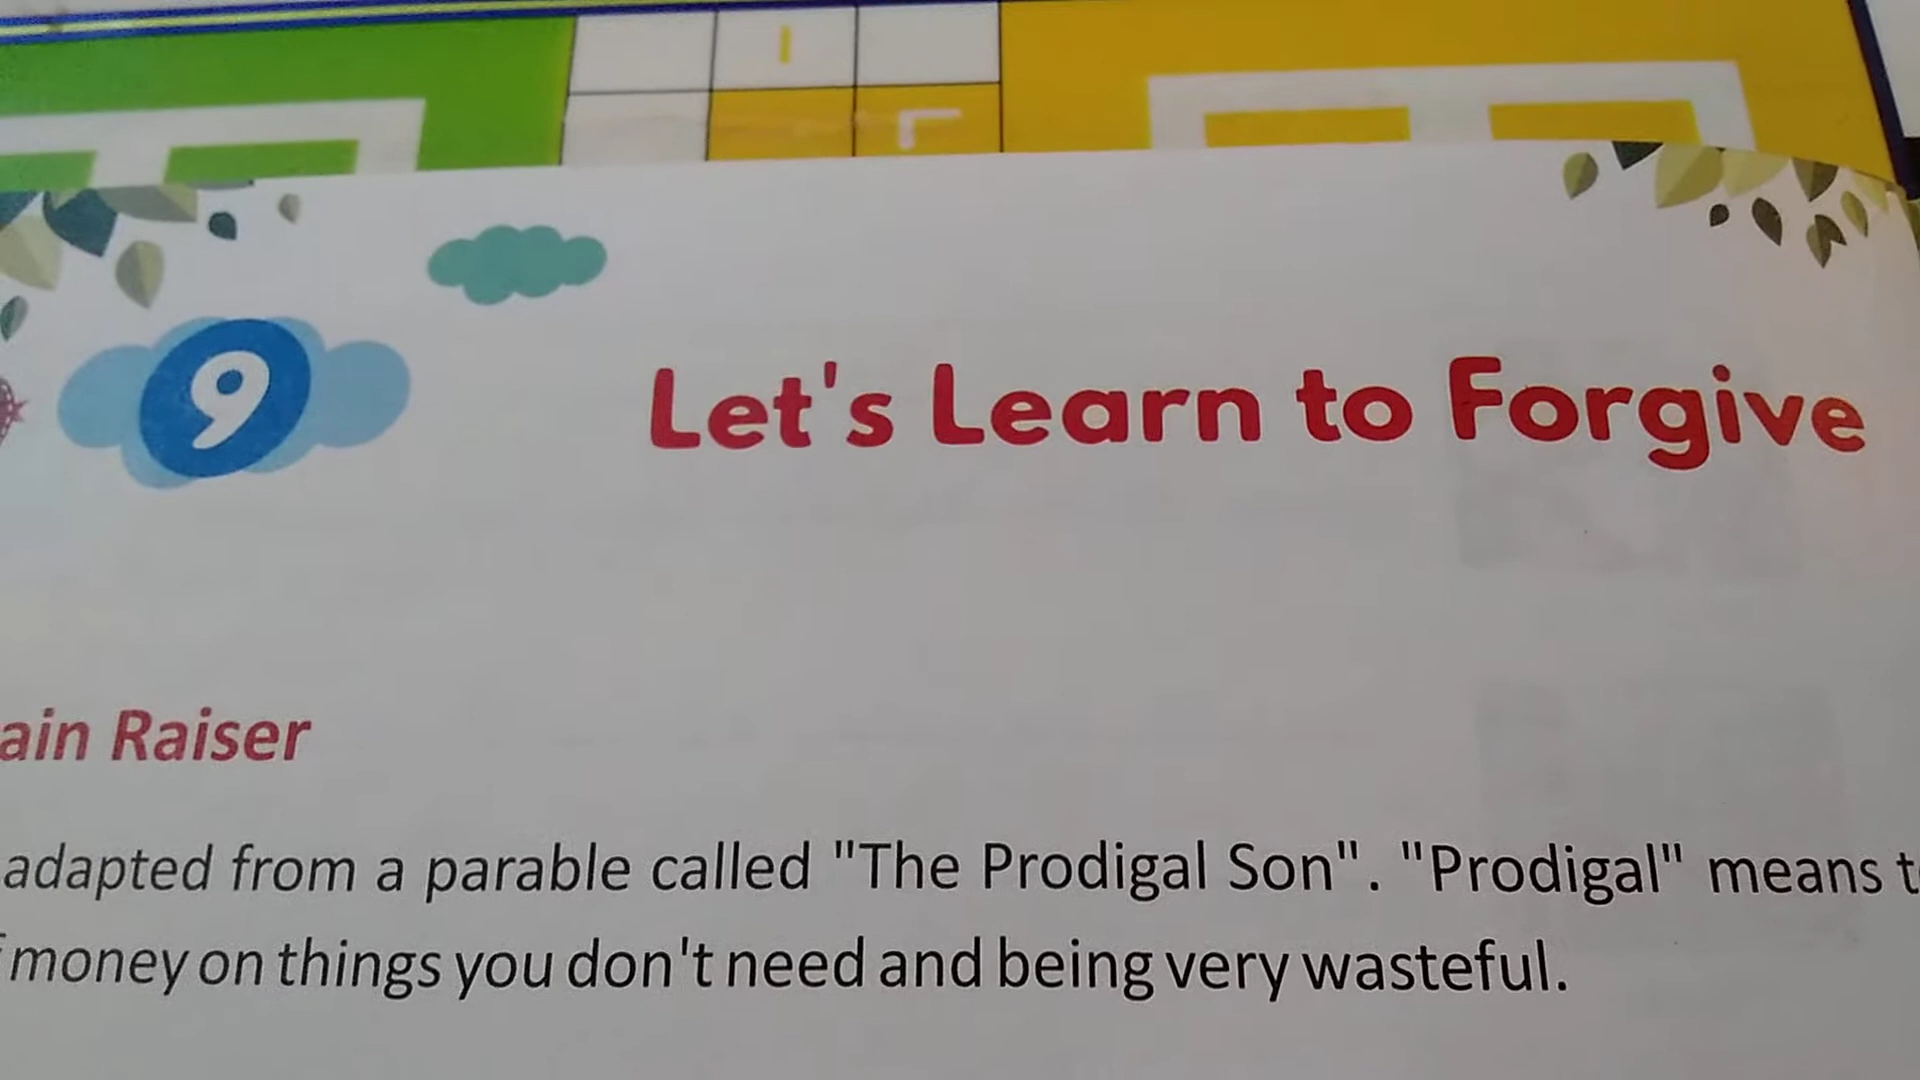 9
Let's Learn to Forgive
ain Raiser
adapted from a parable called "The Prodigal Son". "Prodigal" means
money on things you don't need and being very wasteful.